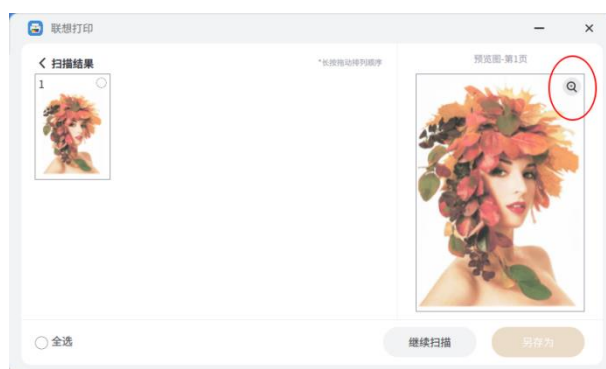 联想打印
扫描结果
*长按拖动排列顺序
预览图-第1页
1
全选
继续扫描
另存为